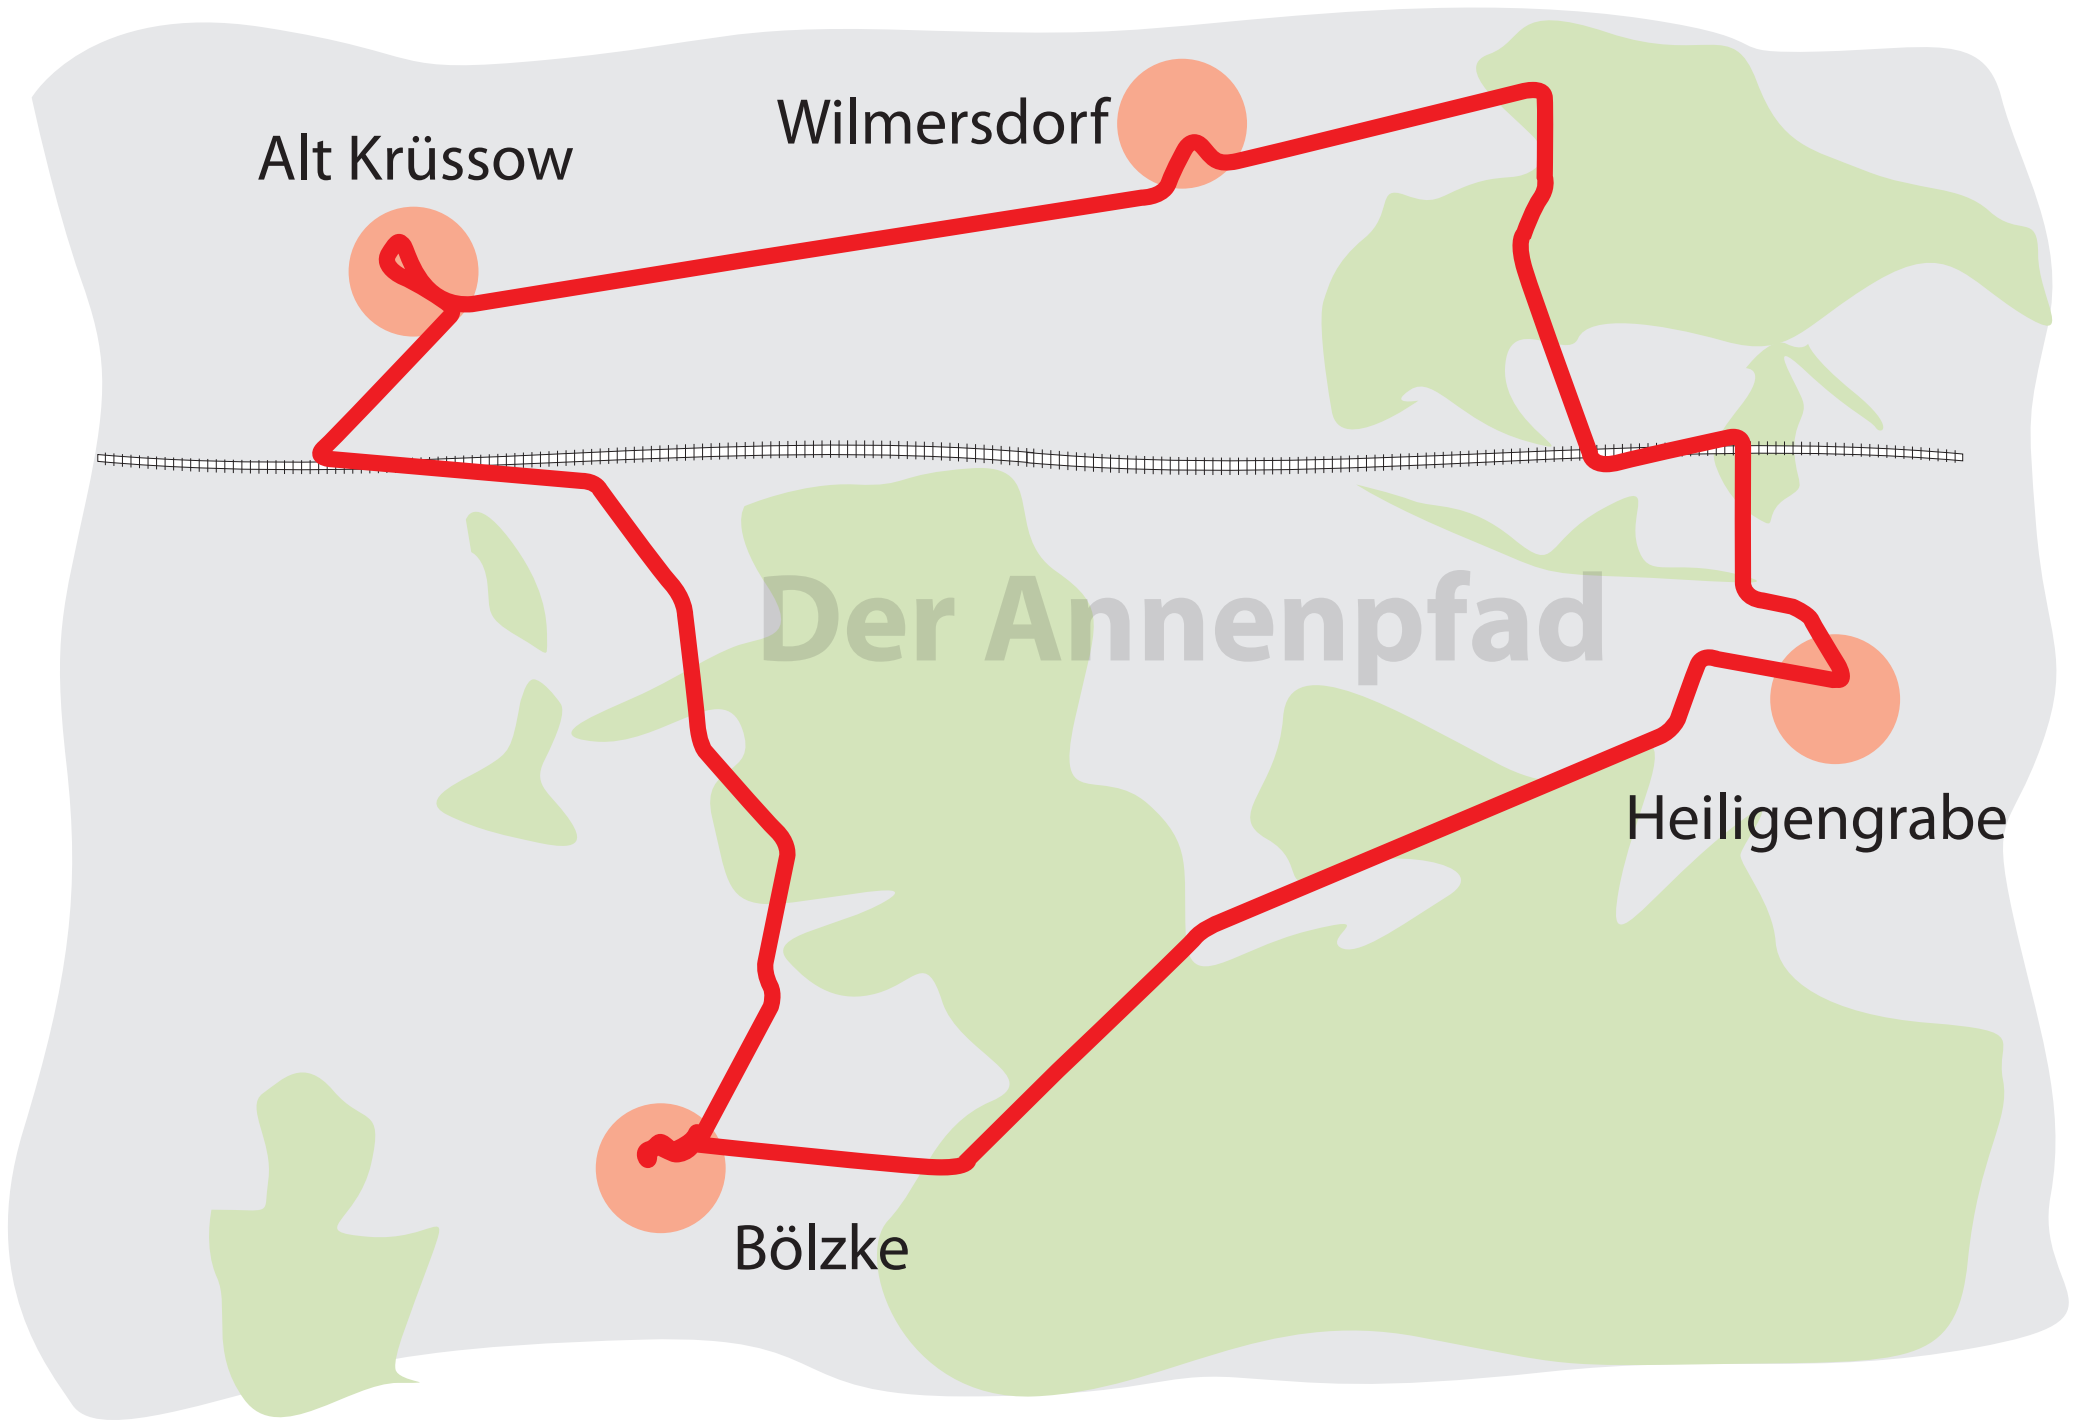 Wilmersdorf
Alt Krüssow
Der Annenpfad
Heiligengrabe
Bölzke